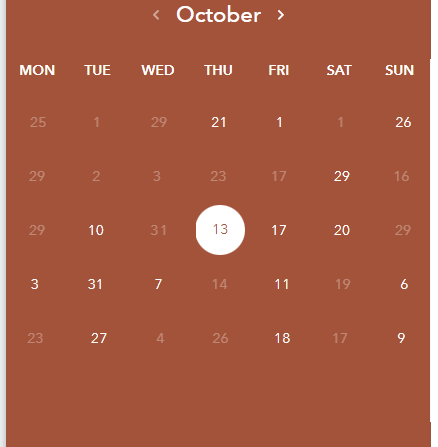 ‹ October ›
MON TUE WED THU FRI SAT SUN
25 1 29 21 1 1 26
29 2 3 23 17 29 16
29 10 31 13 17 20 29
3 31 7 14 11 19 6
23 27 4 26 18 17 9